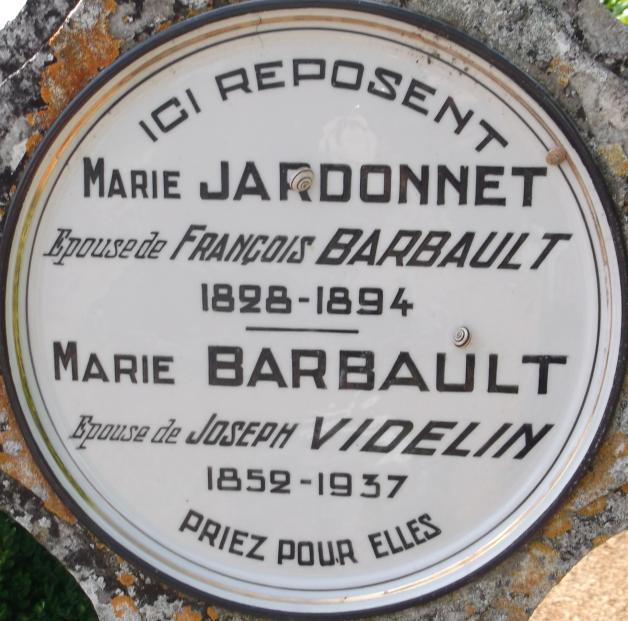 ICI REPOSENT
MARIE JARDONNET
Epouse de FRANÇOIS BARBAULT
1828-1894
MARIE BARBAULT
Epouse de JOSEPH VIDELIN
1852-1937
PRIEZ POUR ELLES